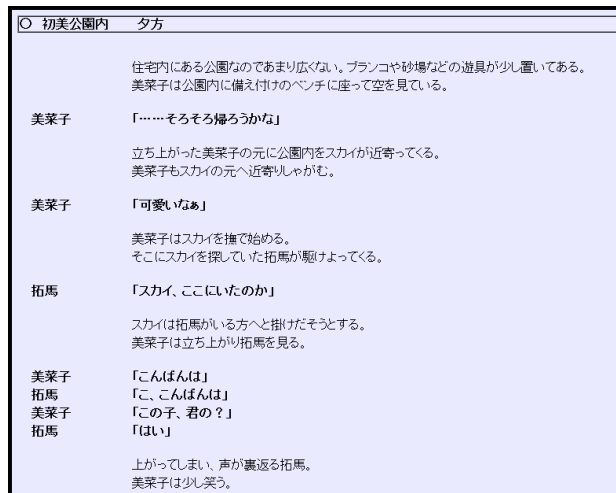 ○ 初美公園内 夕方
住宅内にある公園なのであまり広くない。ブランコや砂場などの遊具が少し置いてある。
美菜子は公園内に備え付けのベンチに座って空を見ている。
美菜子 「……そろそろ帰ろうかな」
立ち上がった美菜子の元に公園内をスカイが近寄ってくる。
美菜子もスカイの元へ近寄りしゃがむ。
美菜子 「可愛いなぁ」
美菜子はスカイを撫で始める。
そこにスカイを探していた拓馬が駆けよってくる。
拓馬 「スカイ、ここにいたのか」
スカイは拓馬がいる方へと掛けだそうとする。
美菜子は立ち上がり拓馬を見る。
美菜子 「こんばんは」
拓馬 「こ、こんばんは」
美菜子 「この子、君の？」
拓馬 「はい」
上がってしまい、声が裏返る拓馬。
美菜子は少し笑う。